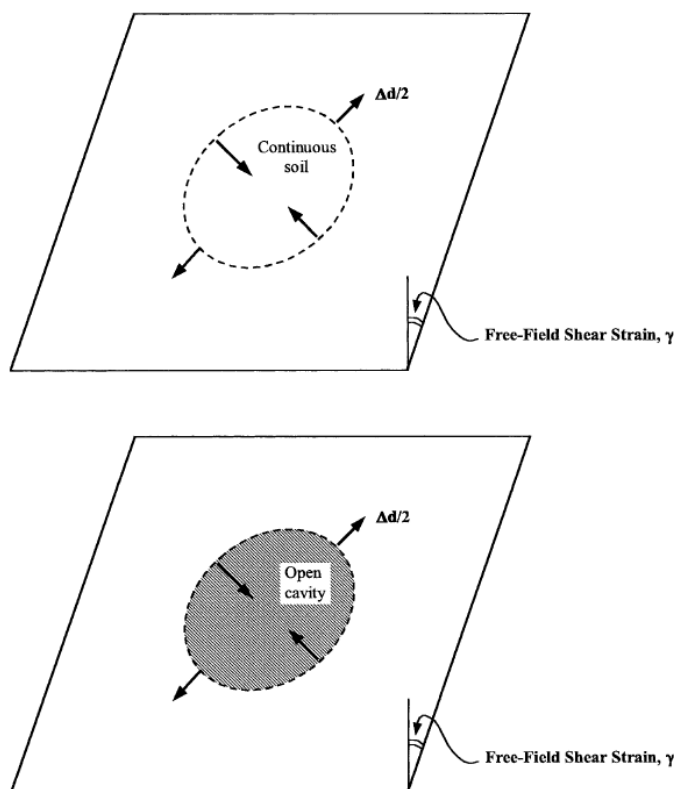 Δd/2
Continuous
soil
Free-Field Shear Strain, γ
Δd/2
Open
cavity
Free-Field Shear Strain, γ